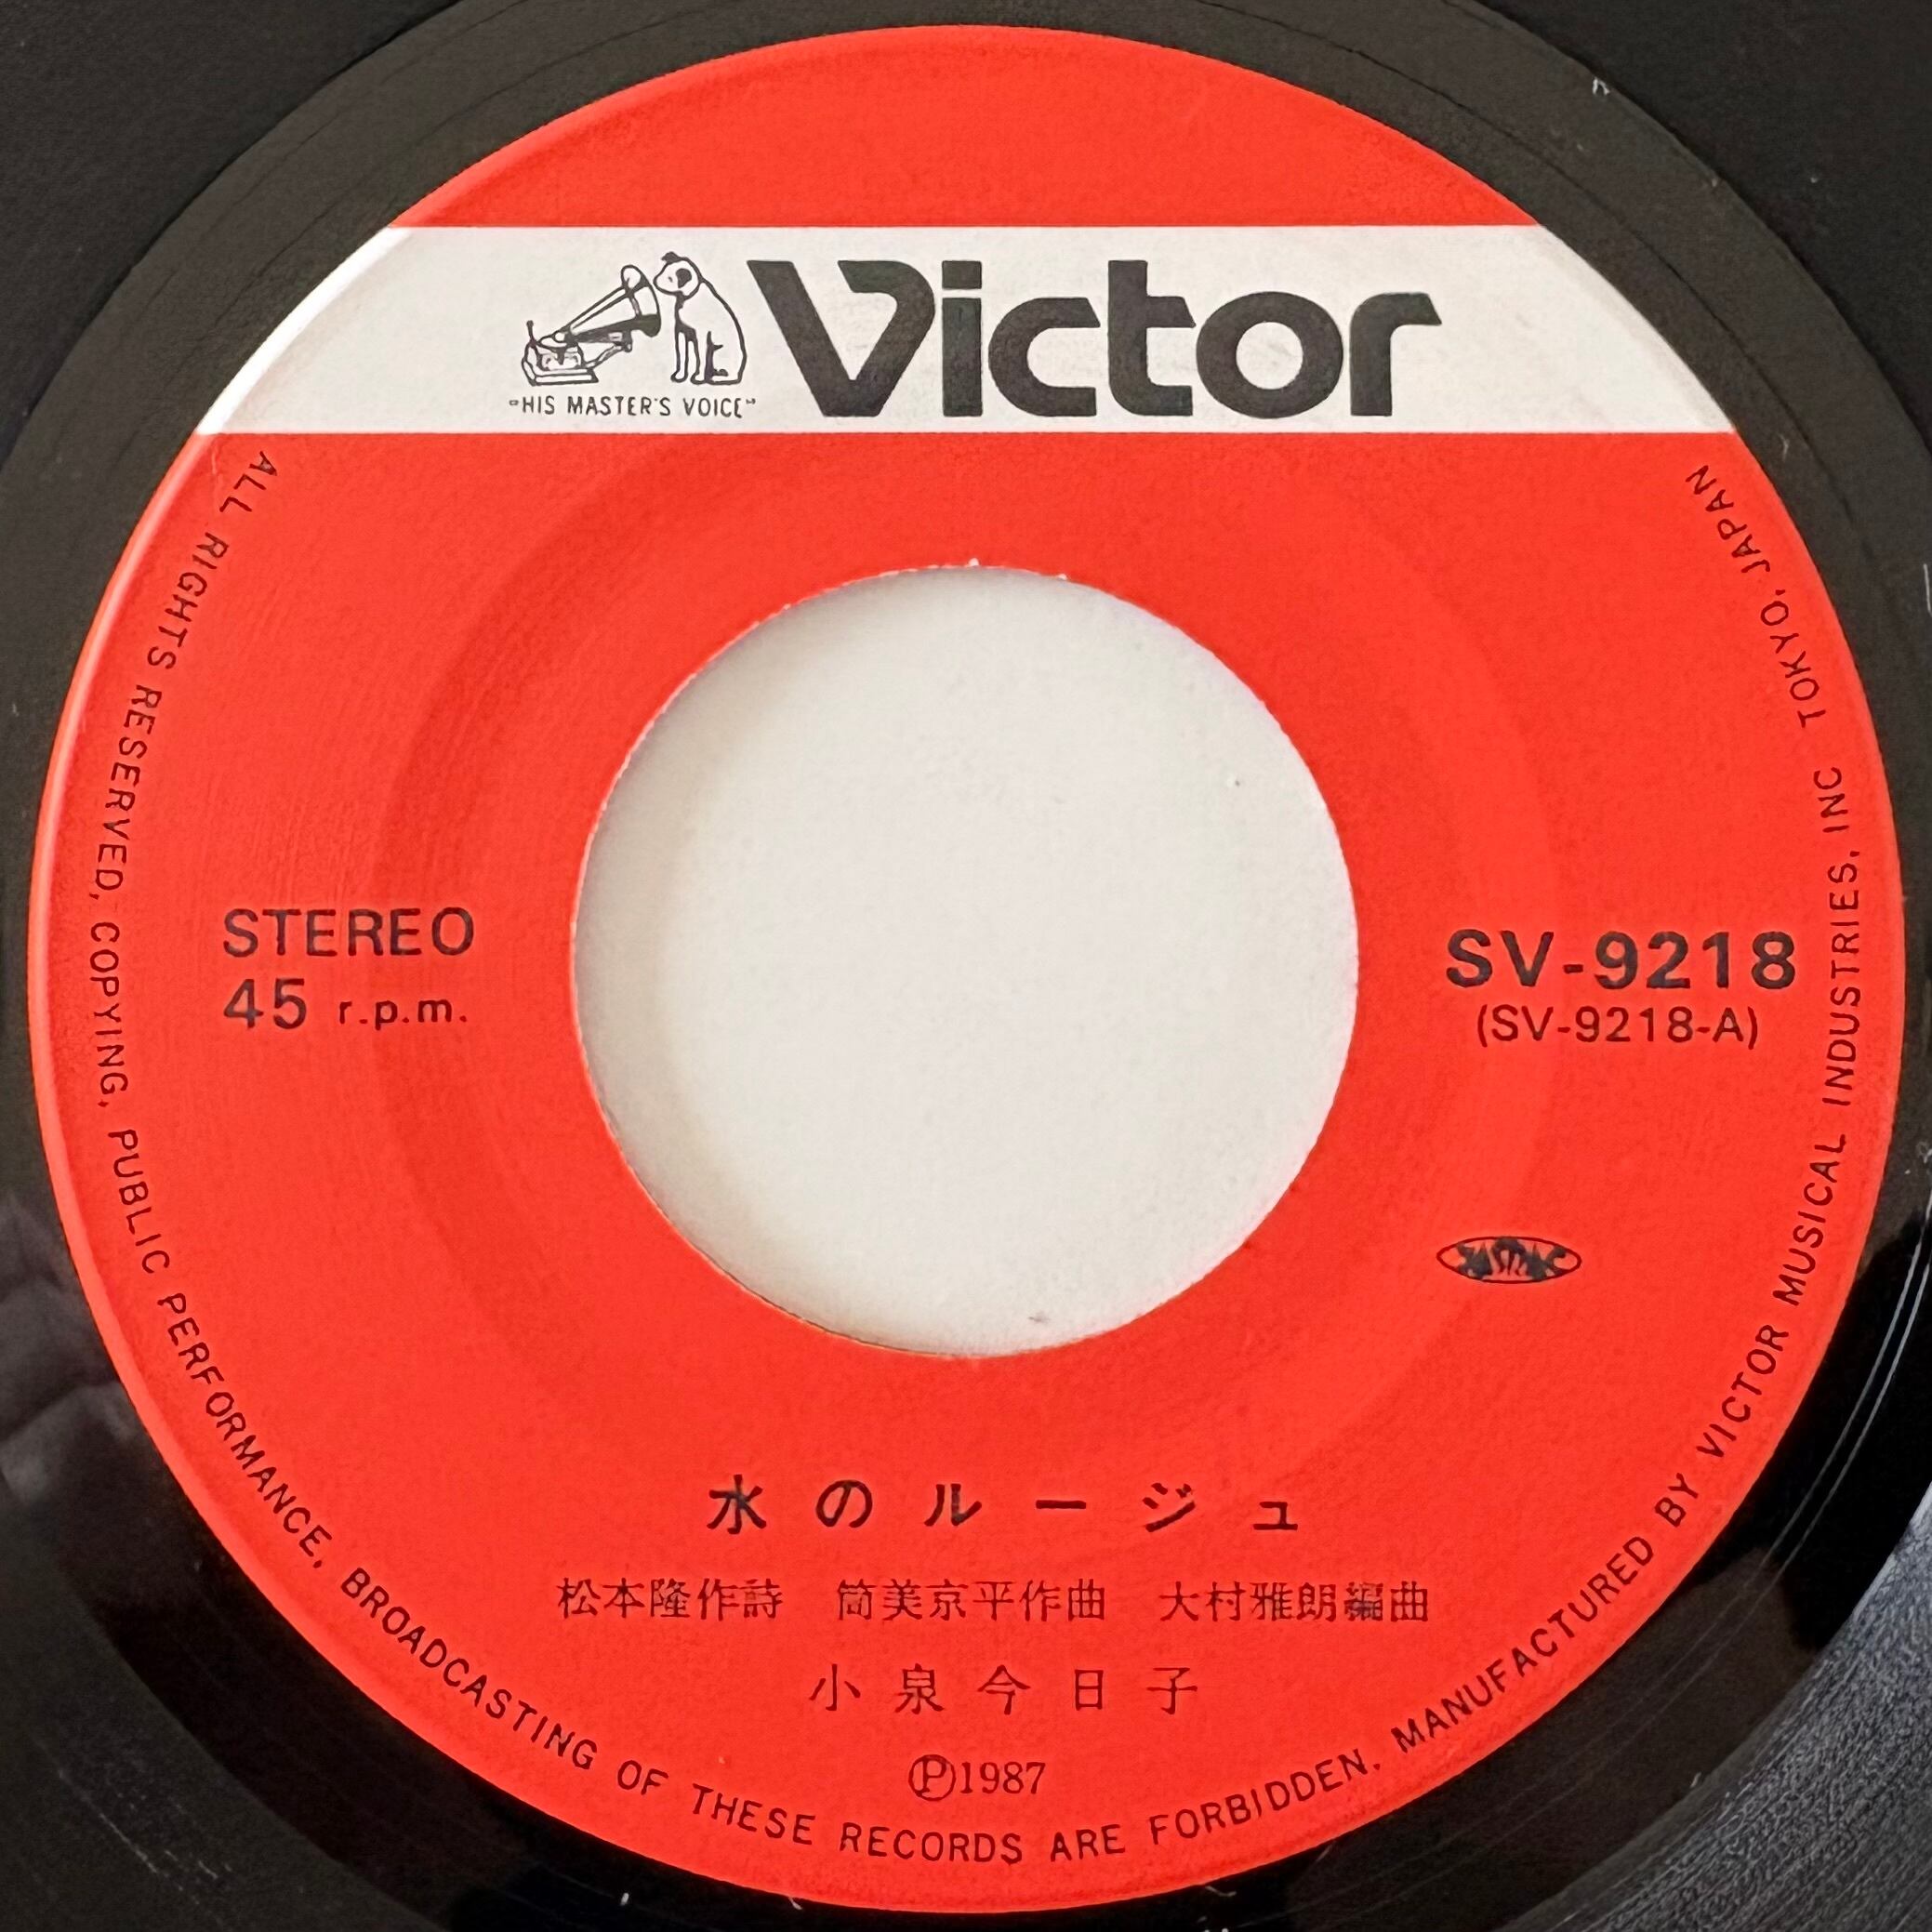 Victor
"HIS MASTER'S VOICE"
STEREO
45 r.p.m.
SV-9218
(SV-9218-A)
JASRAC
水のルージュ
松本隆作詩 筒美京平作曲 大村雅朗編曲
小泉今日子
Ⓟ1987
ALL RIGHTS RESERVED, COPYING, PUBLIC PERFORMANCE, BROADCASTING OF THESE RECORDS ARE FORBIDDEN. MANUFACTURED BY VICTOR MUSICAL INDUSTRIES, INC TOKYO, JAPAN